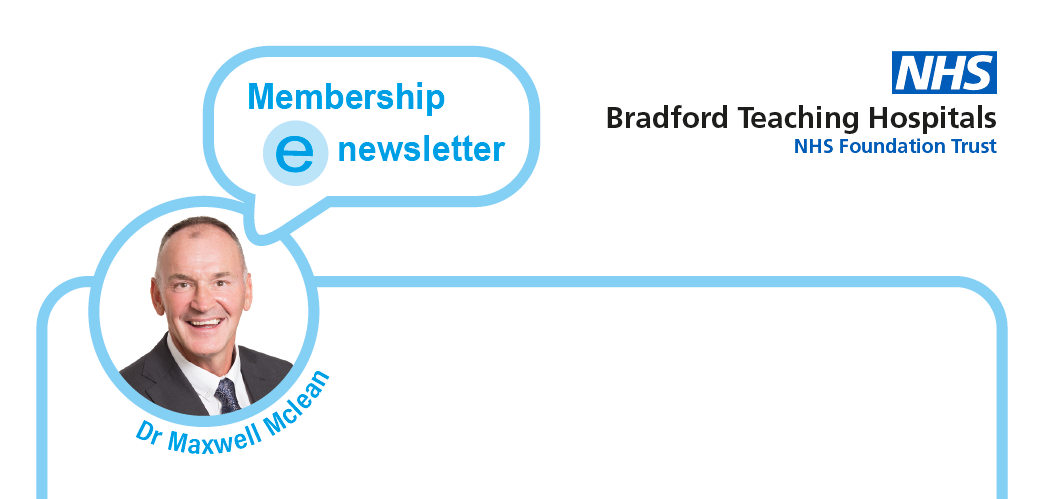 Membership
e newsletter
NHS
Bradford Teaching Hospitals
NHS Foundation Trust
Dr Maxwell Mclean